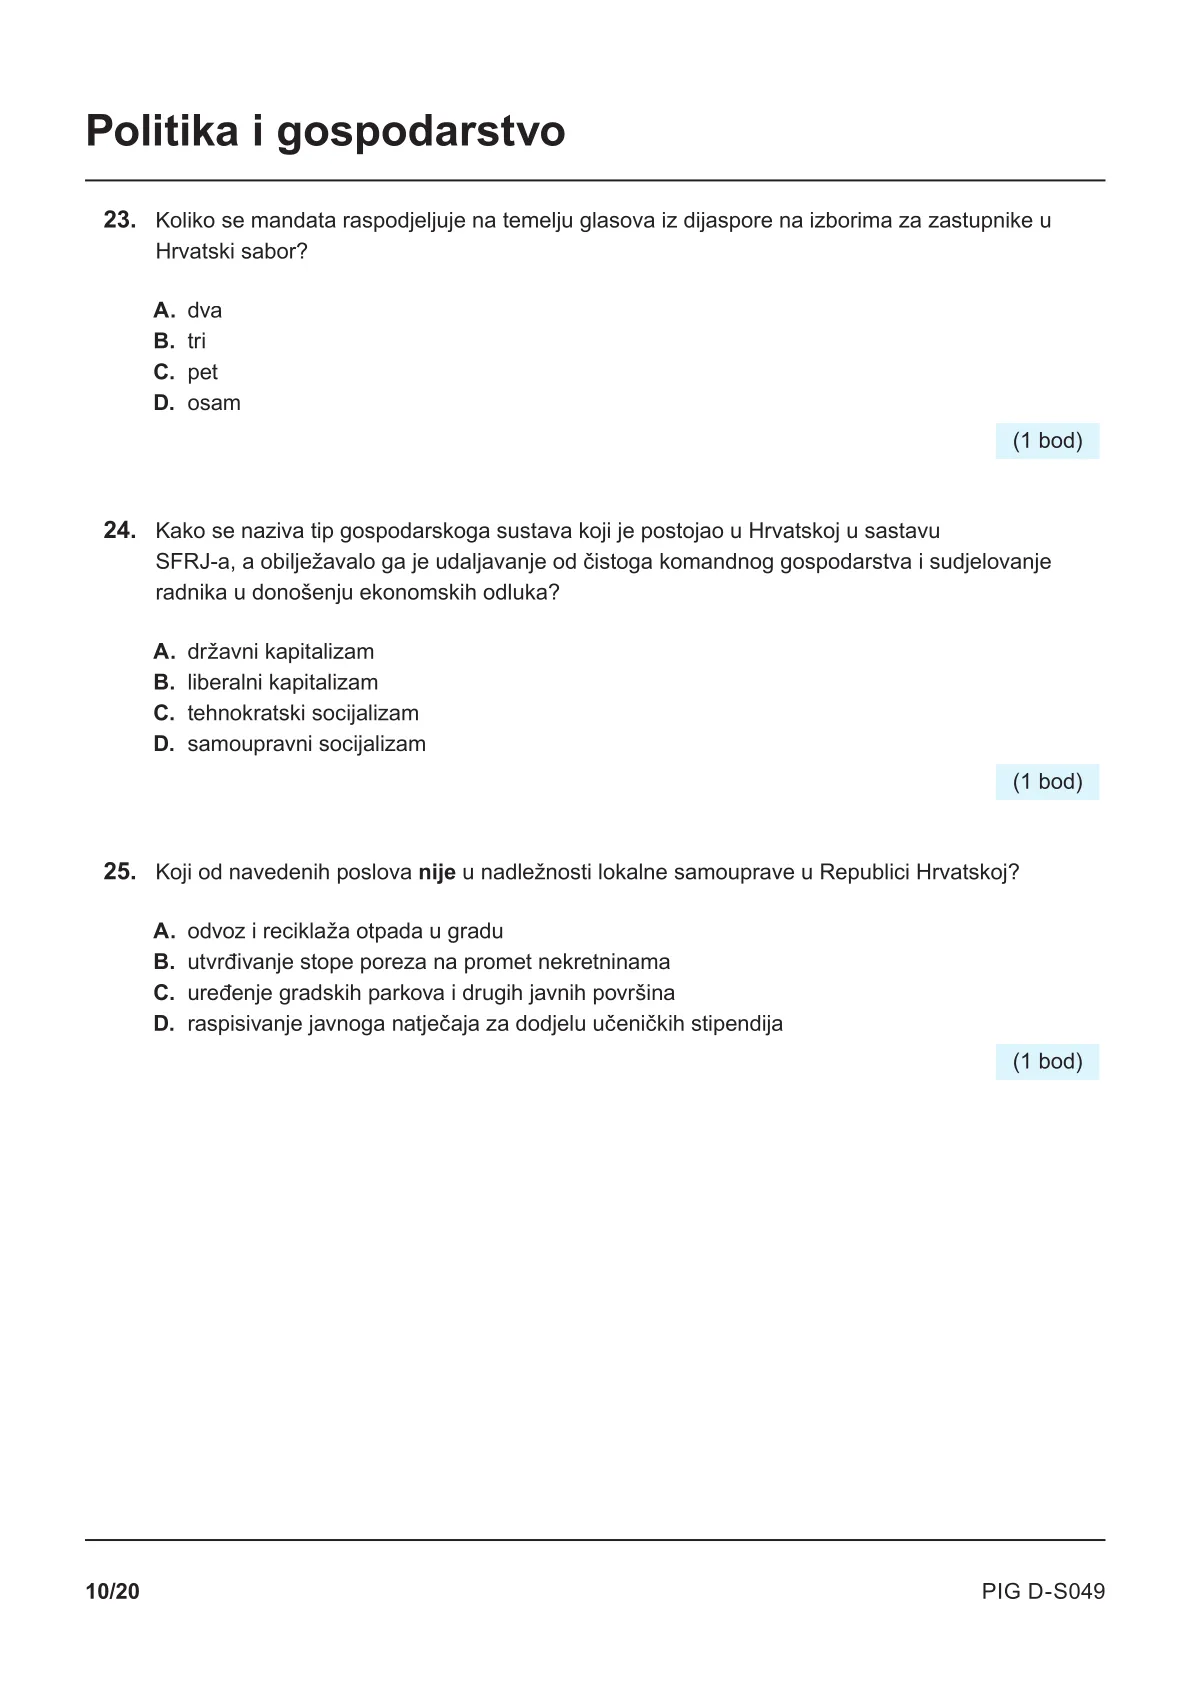 Politika i gospodarstvo
23. Koliko se mandata raspodjeljuje na temelju glasova iz dijaspore na izborima za zastupnike u
Hrvatski sabor?
A. dva
B. tri
C. pet
D. osam
(1 bod)
24. Kako se naziva tip gospodarskoga sustava koji je postojao u Hrvatskoj u sastavu
SFRJ-a, a obilježavalo ga je udaljavanje od čistoga komandnog gospodarstva i sudjelovanje
radnika u donošenju ekonomskih odluka?
A. državni kapitalizam
B. liberalni kapitalizam
C. tehnokratski socijalizam
D. samoupravni socijalizam
(1 bod)
25. Koji od navedenih poslova nije u nadležnosti lokalne samouprave u Republici Hrvatskoj?
A. odvoz i reciklaža otpada u gradu
B. utvrđivanje stope poreza na promet nekretninama
C. uređenje gradskih parkova i drugih javnih površina
D. raspisivanje javnoga natječaja za dodjelu učeničkih stipendija
(1 bod)
10/20
PIG D-S049